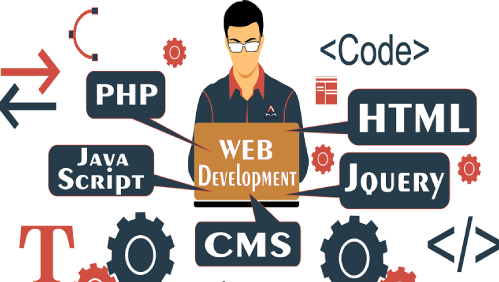 <Code>
PHP
HTML
WEB
Development
JAVA
SCRIPT
JQUERY
CMS
T
</>